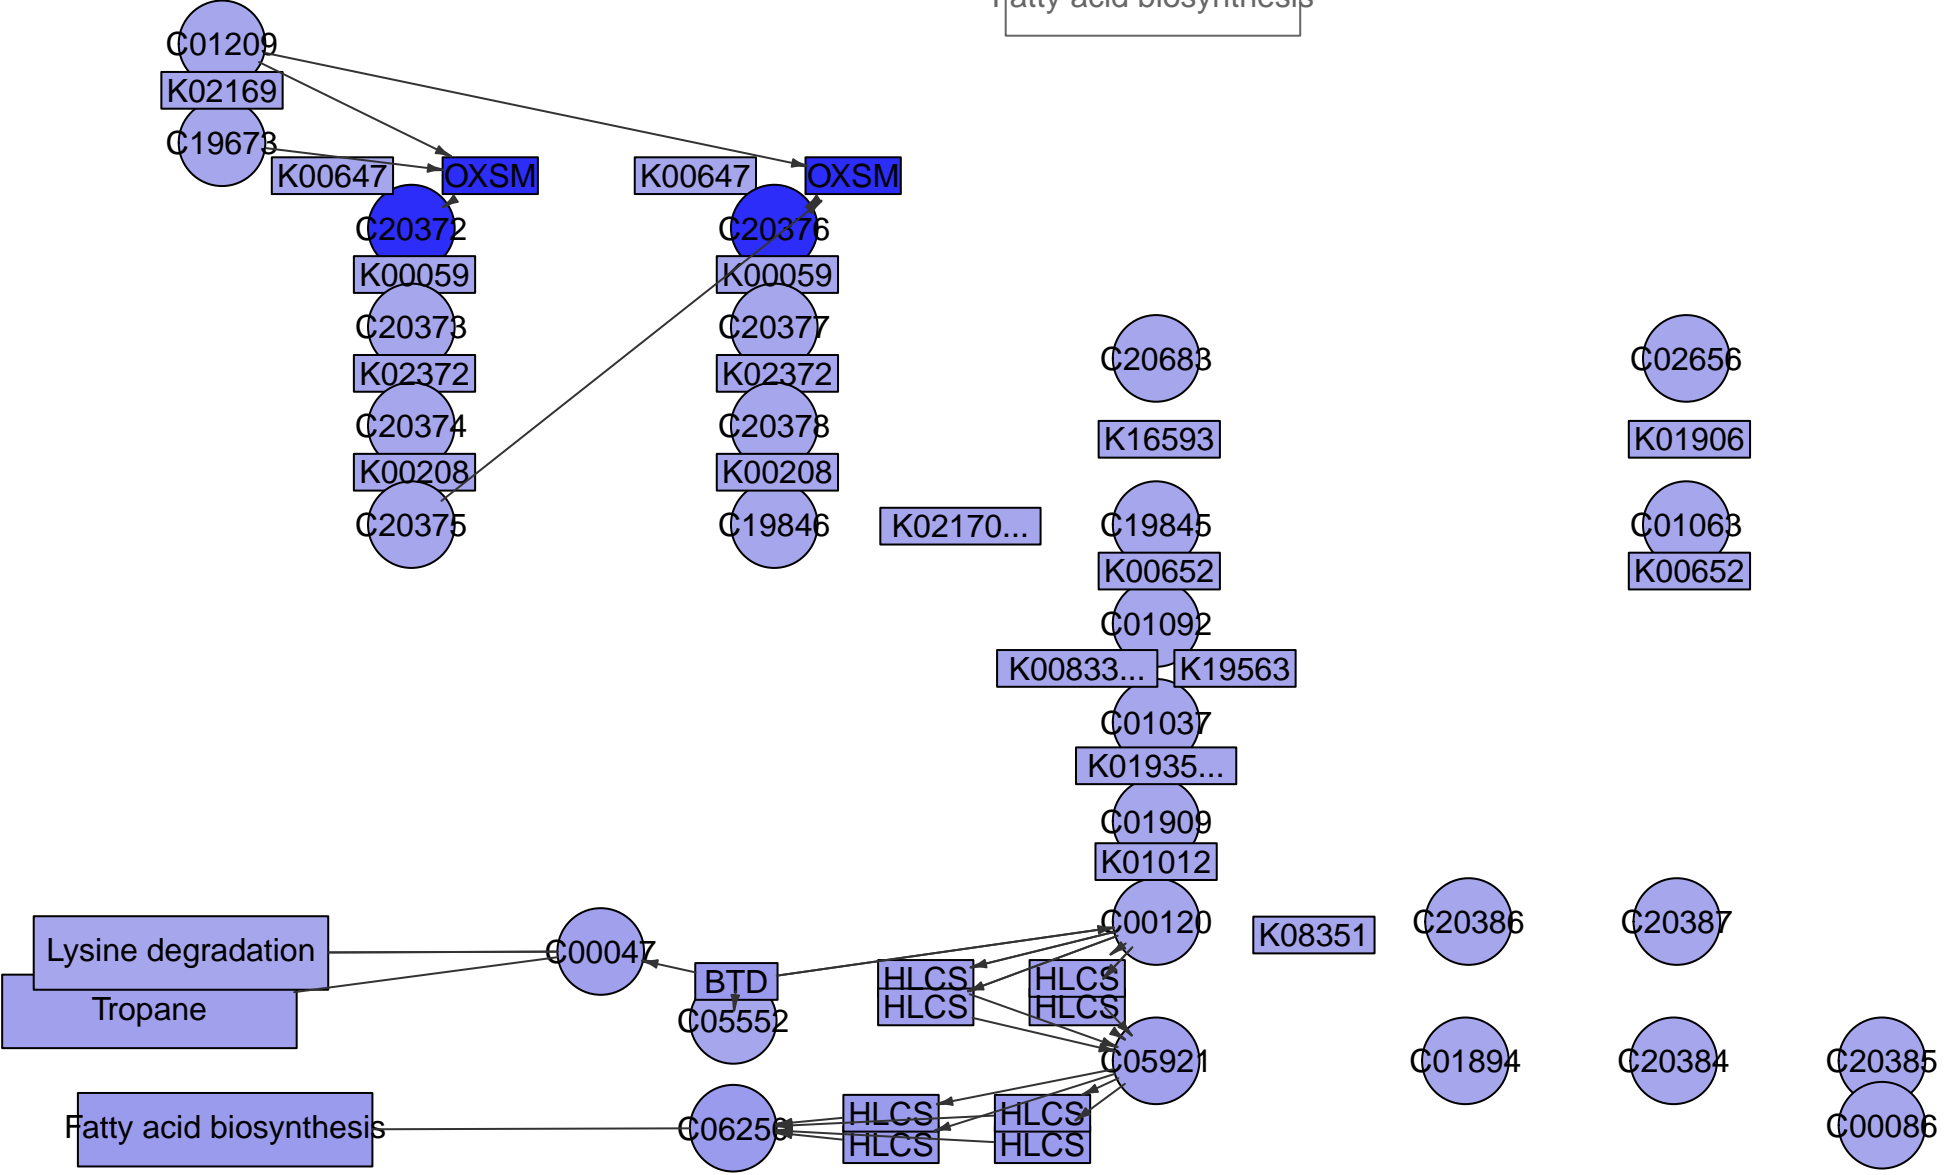 Fatty acid biosynthesis
C01209
K02169
C19673
K00647
OXSM
K00647
OXSM
C20372
C20376
K00059
K00059
C20373
C20377
K02372
K02372
C20374
C20378
K00208
K00208
C20375
C19846
K02170...
C20683
C02656
K16593
K01906
C19845
C01063
K00652
K00652
C01092
K00833...
K19563
C01037
K01935...
C01909
K01012
C00120
K08351
C20386
C20387
Lysine degradation
C00047
BTD
HLCS
HLCS
Tropane
HLCS
HLCS
C05552
C05921
C01894
C20384
C20385
Fatty acid biosynthesis
C06250
HLCS
HLCS
HLCS
HLCS
C00086